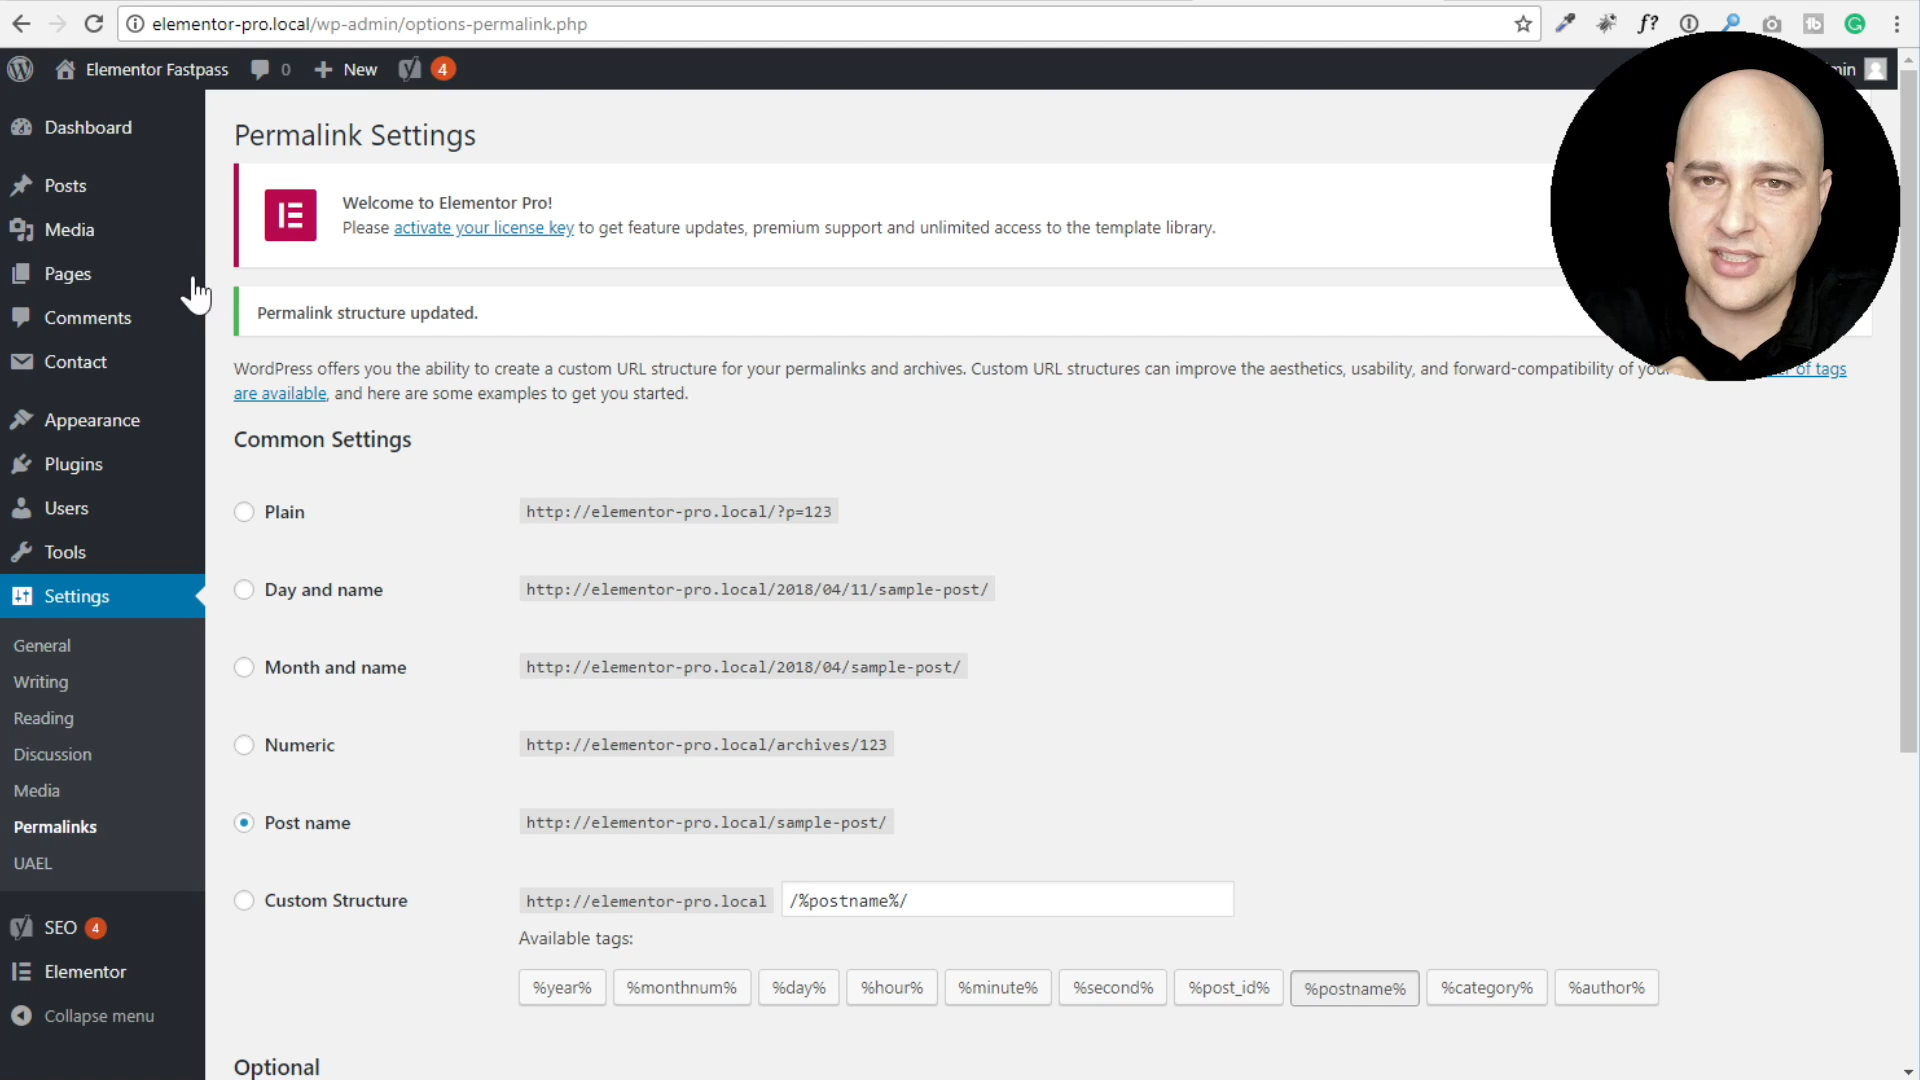 elementor-pro.local/wp-admin/options-permalink.php
Elementor Fastpass 0 New 4
Dashboard
Posts
Media
Pages
Comments
Contact
Appearance
Plugins
Users
Tools
Settings
General
Writing
Reading
Discussion
Media
Permalinks
UAEL
SEO 4
Elementor
Collapse menu
Permalink Settings
Welcome to Elementor Pro!
Please activate your license key to get feature updates, premium support and unlimited access to the template library.
Permalink structure updated.
WordPress offers you the ability to create a custom URL structure for your permalinks and archives. Custom URL structures can improve the aesthetics, usability, and forward-compatibility of of tags
are available, and here are some examples to get you started.
Common Settings
Plain http://elementor-pro.local/?p=123
Day and name http://elementor-pro.local/2018/04/11/sample-post/
Month and name http://elementor-pro.local/2018/04/sample-post/
Numeric http://elementor-pro.local/archives/123
Post name http://elementor-pro.local/sample-post/
Custom Structure http://elementor-pro.local /%postname%/
Available tags:
%year% %monthnum% %day% %hour% %minute% %second% %post_id% %postname% %category% %author%
Optional